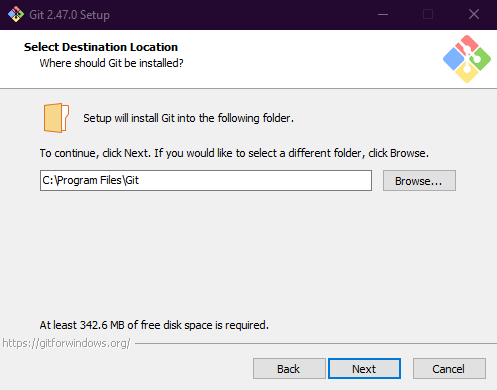 Git 2.47.0 Setup
Select Destination Location
Where should Git be installed?
Setup will install Git into the following folder.
To continue, click Next. If you would like to select a different folder, click Browse.
C:\Program Files\Git
Browse...
At least 342.6 MB of free disk space is required.
https://gitforwindows.org/
Back
Next
Cancel